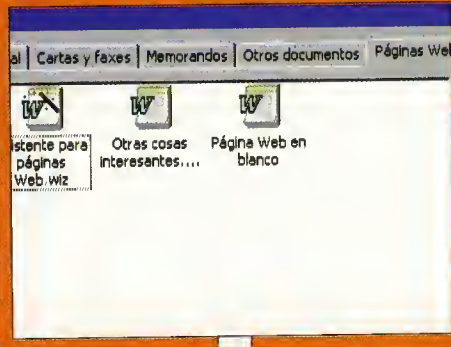 al Cartas y faxes Memorandos Otros documentos Páginas Wel
istente para páginas Web.wiz
Otras cosas interesantes....
Página Web en blanco